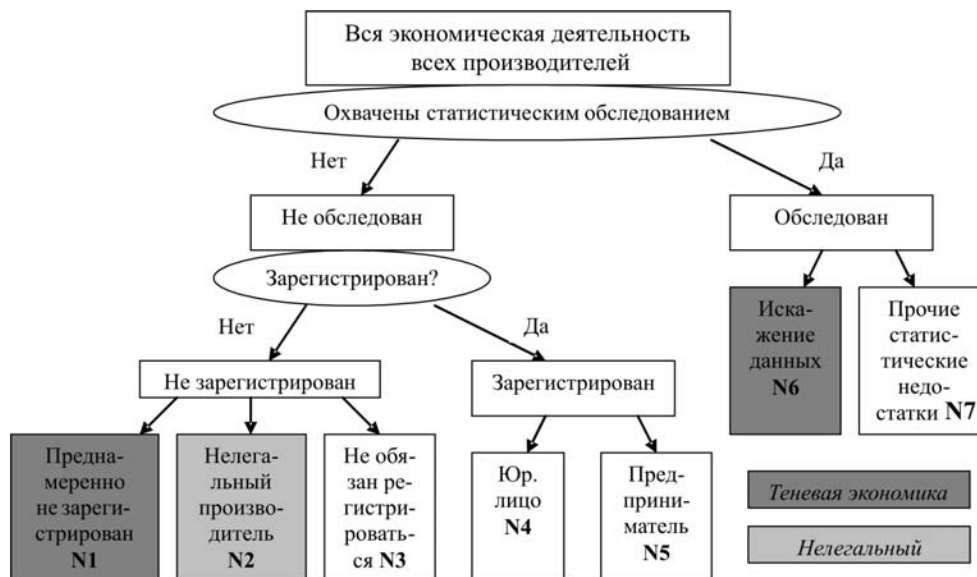 Вся экономическая деятельность
всех производителей
Охвачены статистическим обследованием
Нет
Да
Не обследован
Обследован
Зарегистрирован?
Нет
Да
Иска-
жение
данных
N6
Прочие
статис-
тические
недо-
статки N7
Не зарегистрирован
Зарегистрирован
Предна-
меренно
не зареги-
стрирован
N1
Нелега-
льный
произво-
дитель
N2
Не обя-
зан ре-
гистри-
ровать-
ся N3
Юр.
лицо
N4
Пред-
прини-
матель
N5
Теневая экономика
Нелегальный